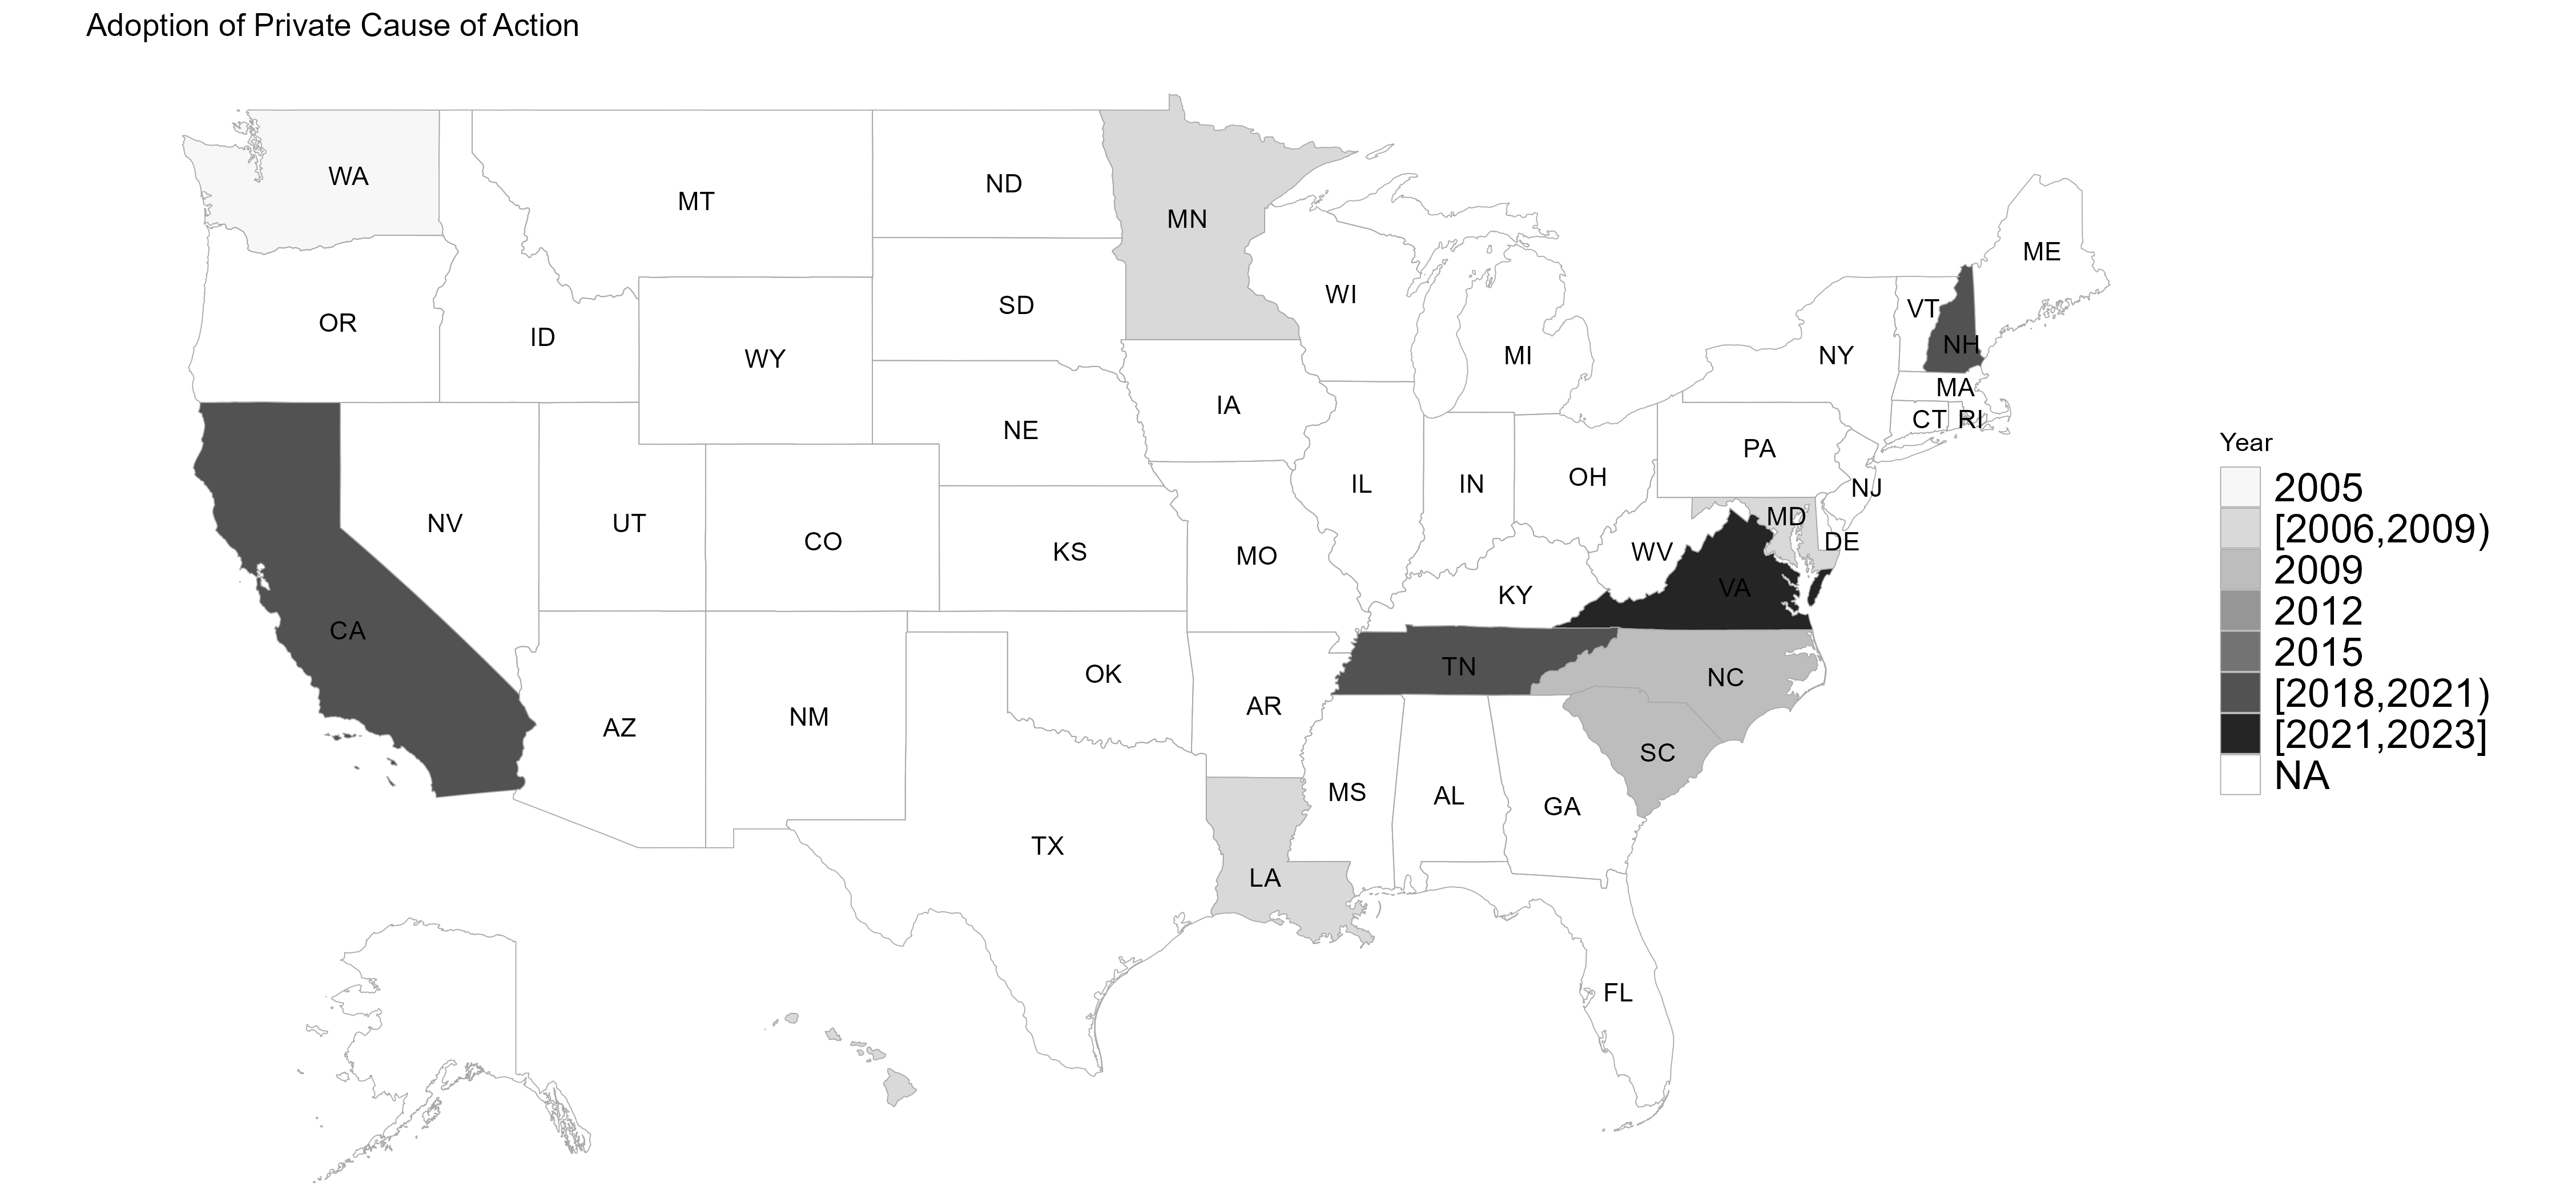 Adoption of Private Cause of Action
WA
MT
ND
MN
ME
OR
ID
WY
SD
WI
MI
NY
VT
NH
MA
CT
RI
IA
NE
PA
NJ
IL
IN
OH
NV
UT
CO
KS
MO
KY
WV
MD
DE
VA
CA
AZ
NM
OK
AR
TN
NC
SC
MS
AL
GA
TX
LA
FL
Year
2005
[2006,2009)
2009
2012
2015
[2018,2021)
[2021,2023]
NA